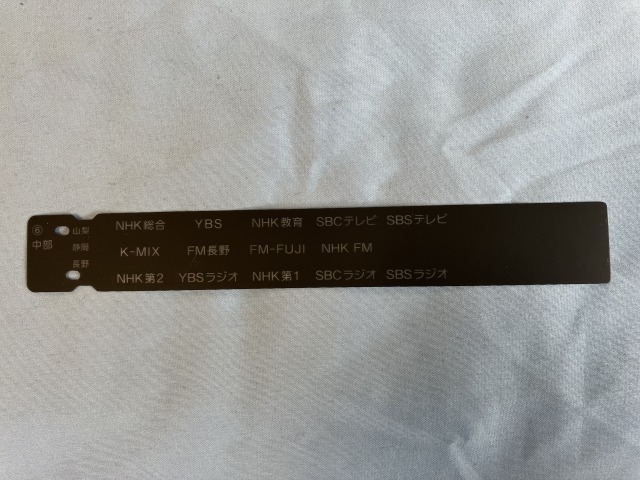 ⑥ 山梨 NHK総合 YBS NHK教育 SBCテレビ SBSテレビ
中部 静岡 K-MIX FM長野 FM-FUJI NHK FM
長野 NHK第2 YBSラジオ NHK第1 SBCラジオ SBSラジオ